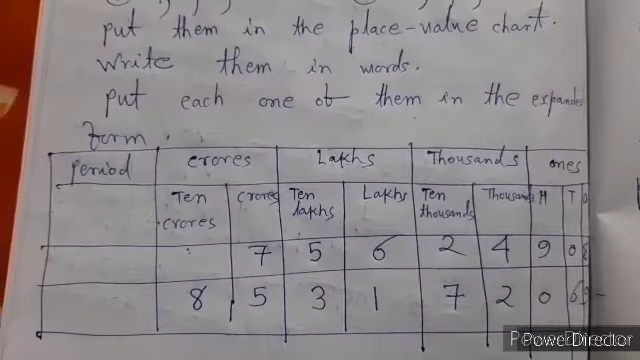 put them in the place-value chart.
Write them in words.
put each one of them in the expanded
form.
Period crores Lakhs Thousands ones
Ten crores crores Ten lakhs Lakhs Ten thousands Thousands H T O
7 5 6 2 4 9 0 8
8 5 3 1 7 2 0 6
PowerDirector